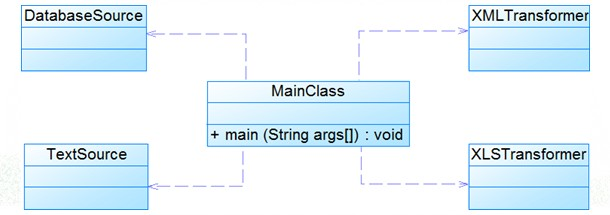 DatabaseSource
XMLTransformer
MainClass
+ main (String args[]) : void
TextSource
XLSTransformer